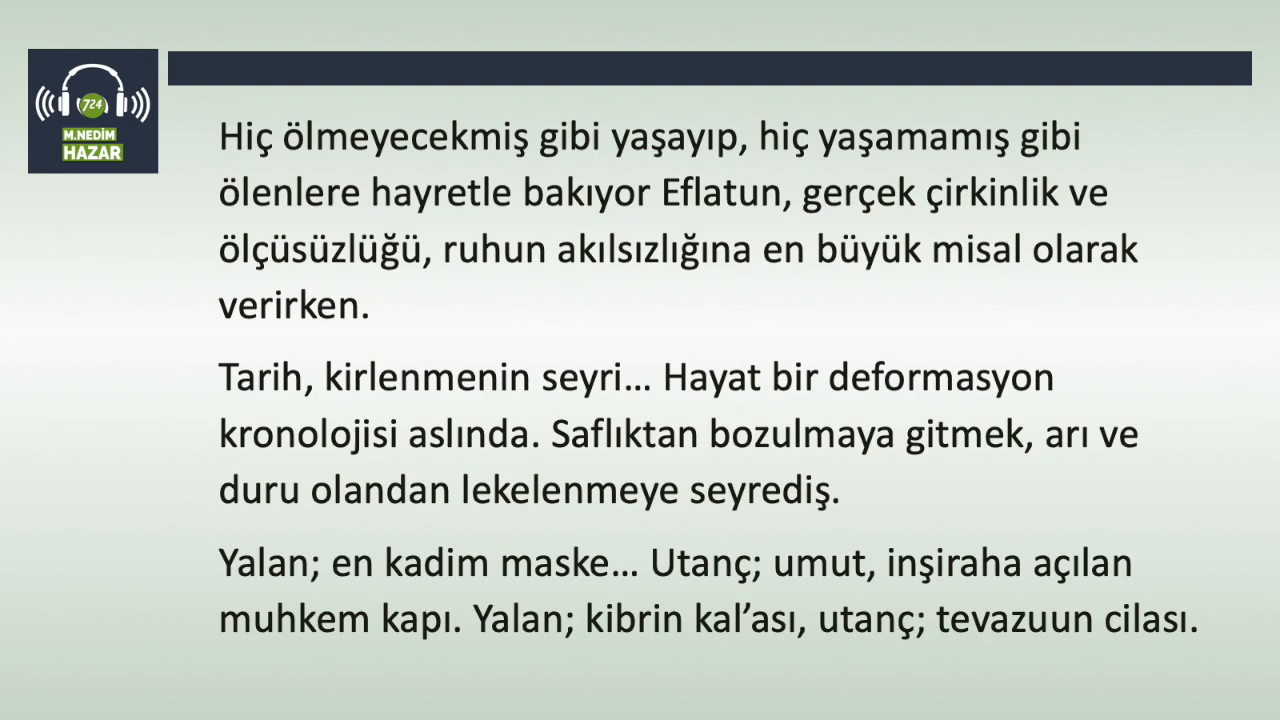 724
M.NEDİM
HAZAR
Hiç ölmeyecekmiş gibi yaşayıp, hiç yaşamamış gibi
ölenlere hayretle bakıyor Eflatun, gerçek çirkinlik ve
ölçüsüzlüğü, ruhun akılsızlığına en büyük misal olarak
verirken.
Tarih, kirlenmenin seyri... Hayat bir deformasyon
kronolojisi aslında. Saflıktan bozulmaya gitmek, arı ve
duru olandan lekelenmeye seyrediş.
Yalan; en kadim maske... Utanç; umut, inşiraha açılan
muhkem kapı. Yalan; kibrin kal’ası, utanç; tevazuun cilası.